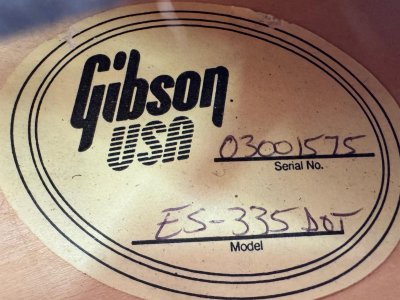 Gibson
USA
03001575
Serial No.
ES-335 DOT
Model